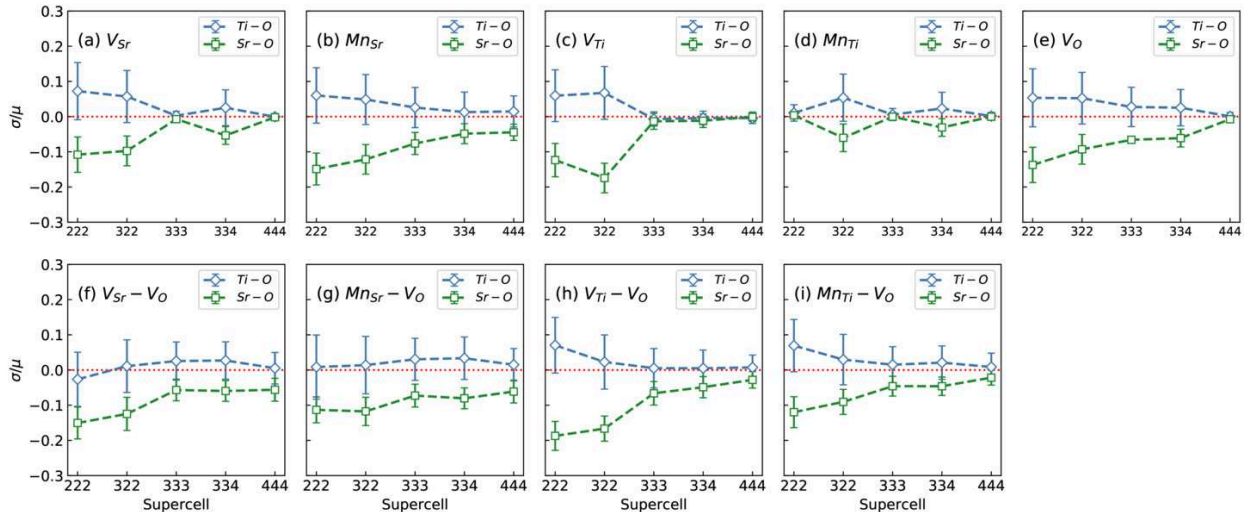 0.3
0.2
0.1
0.0
−0.1
−0.2
−0.3
σ/μ
(a) V_Sr
Ti − O
Sr − O
222 322 333 334 444
(b) Mn_Sr
Ti − O
Sr − O
222 322 333 334 444
(c) V_Ti
Ti − O
Sr − O
222 322 333 334 444
(d) Mn_Ti
Ti − O
Sr − O
222 322 333 334 444
(e) V_O
Ti − O
Sr − O
222 322 333 334 444
0.3
0.2
0.1
0.0
−0.1
−0.2
−0.3
σ/μ
(f) V_Sr − V_O
Ti − O
Sr − O
222 322 333 334 444
Supercell
(g) Mn_Sr − V_O
Ti − O
Sr − O
222 322 333 334 444
Supercell
(h) V_Ti − V_O
Ti − O
Sr − O
222 322 333 334 444
Supercell
(i) Mn_Ti − V_O
Ti − O
Sr − O
222 322 333 334 444
Supercell